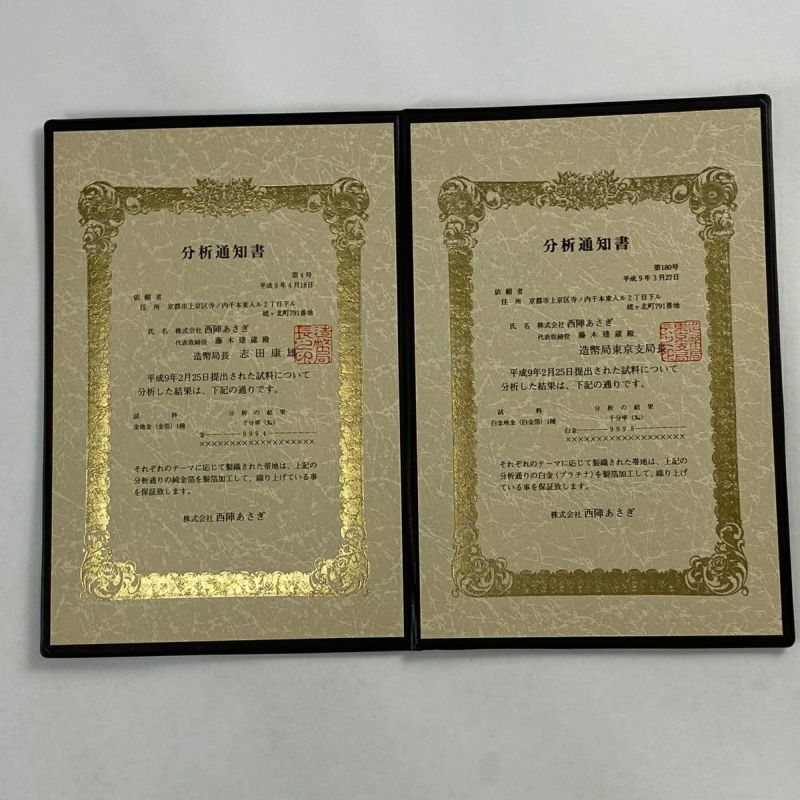 分析通知書
第4号
平成9年4月18日
依頼者
住所 京都市上京区寺ノ内千本東入ル2丁目下ル
姥ヶ北町791番地
氏名 株式会社 西陣あさぎ
代表取締役 藤木建蔵殿
造幣局長 志田康雄
造幣局長之印
平成9年2月25日提出された試料について
分析した結果は、下記の通りです。
試料 分析の結果
千分率(‰)
金地金(金箔)1種
金―――――999.4―――――
××××××××××××××××
それぞれのテーマに応じて製織された帯地は、上記の
分析通りの純金箔を製箔加工して、織り上げている事
を保証致します。
株式会社 西陣あさぎ
分析通知書
第180号
平成9年3月27日
依頼者
住所 京都市上京区寺ノ内千本東入ル2丁目下ル
姥ヶ北町791番地
氏名 株式会社 西陣あさぎ
代表取締役 藤木建蔵殿
造幣局東京支局長
平成9年2月25日提出された試料について
分析した結果は、下記の通りです。
試料 分析の結果
千分率(‰)
白金地金(白金箔)1種
白金―――――999.8―――――
××××××××××××××××
それぞれのテーマに応じて製織された帯地は、上記の
分析通りの白金(プラチナ)を製箔加工して、織り上げ
ている事を保証致します。
株式会社 西陣あさぎ